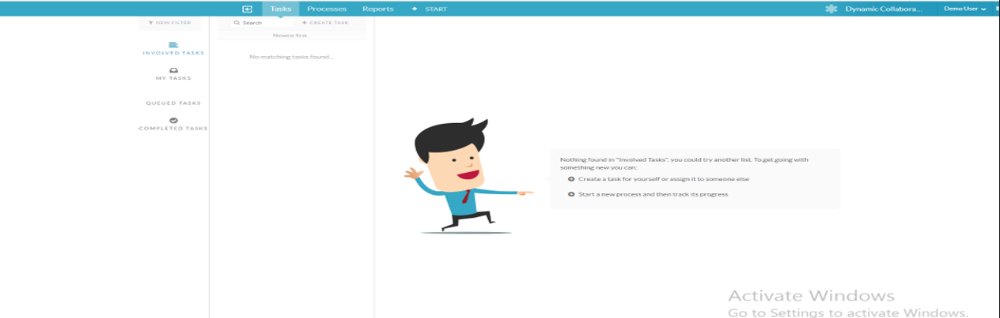 Tasks Processes Reports + START Dynamic Collabora... Demo User
NEW FILTER
Search + CREATE TASK
Newest first
INVOLVED TASKS
MY TASKS
QUEUED TASKS
COMPLETED TASKS
No matching tasks found...
Nothing found in "Involved Tasks", you could try another list. To get going with
something new you can:
Create a task for yourself or assign it to someone else
Start a new process and then track its progress
Activate Windows
Go to Settings to activate Windows.